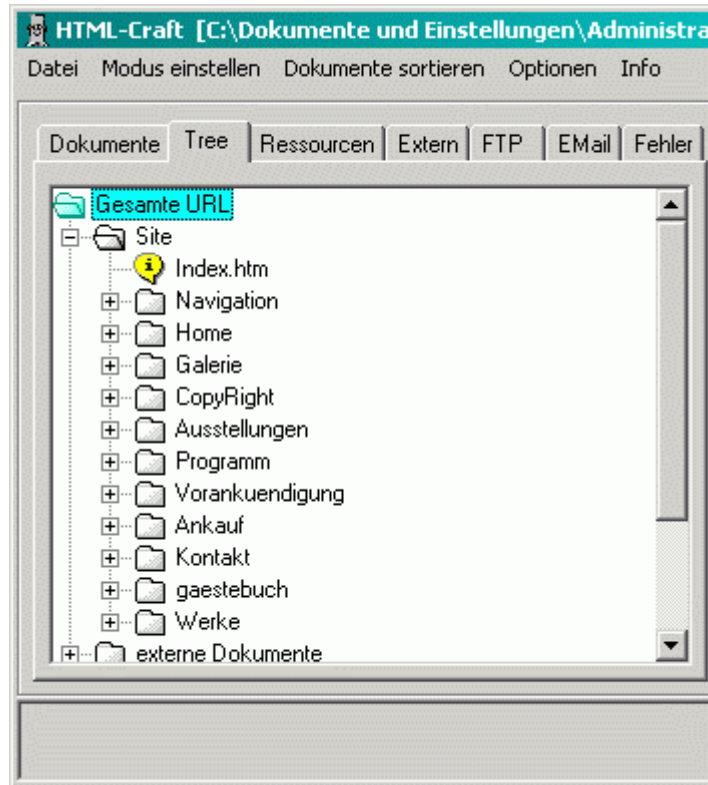 HTML-Craft [C:\Dokumente und Einstellungen\Administra
Datei Modus einstellen Dokumente sortieren Optionen Info
Dokumente Tree Ressourcen Extern FTP EMail Fehler
Gesamte URL
Site
Index.htm
Navigation
Home
Galerie
CopyRight
Ausstellungen
Programm
Vorankuendigung
Ankauf
Kontakt
gaestebuch
Werke
externe Dokumente